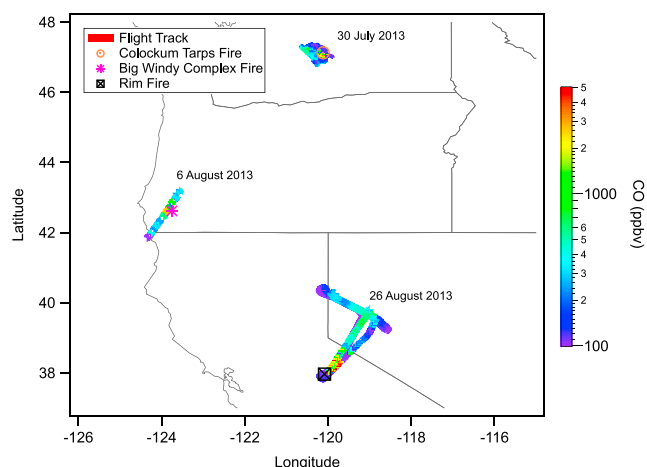 48
46
44
42
40
38
Latitude
Flight Track
Colockum Tarps Fire
Big Windy Complex Fire
Rim Fire
30 July 2013
6 August 2013
26 August 2013
-126
-124
-122
-120
-118
-116
Longitude
5
4
3
2
1000
6
5
4
3
2
100
CO (ppbv)